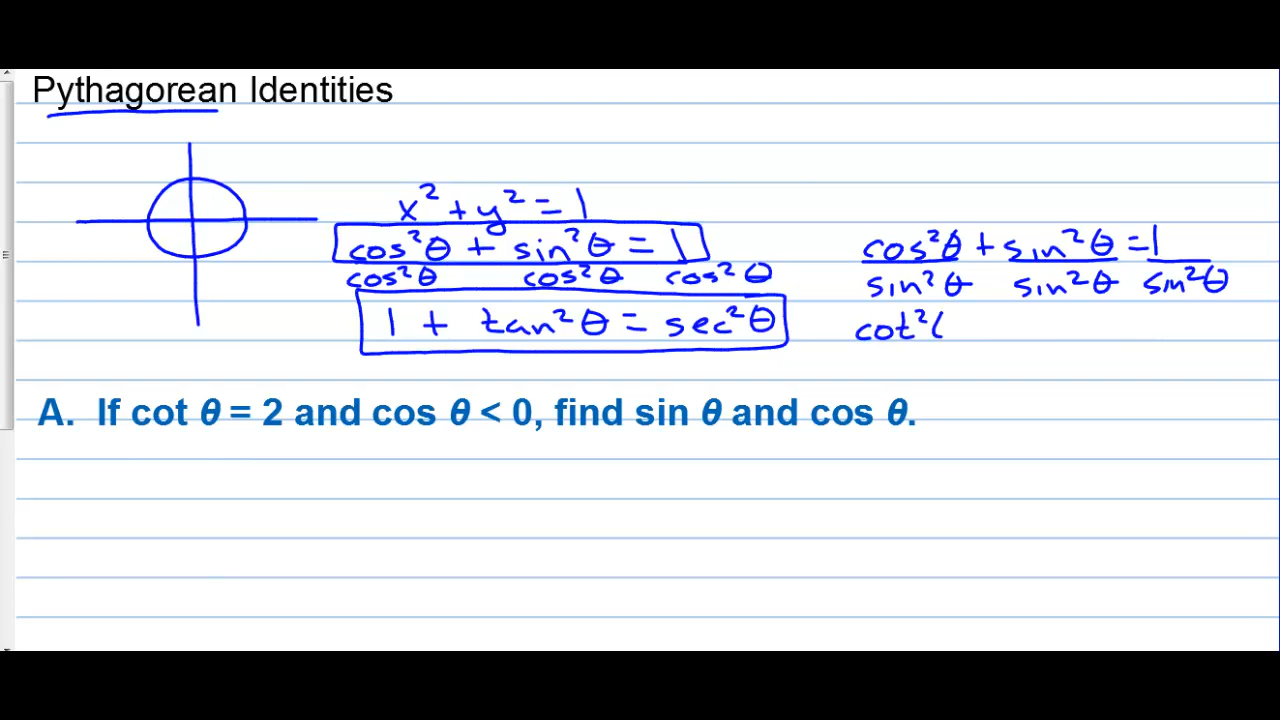 Pythagorean Identities
x² + y² = 1
cos²θ + sin²θ = 1
cos²θ cos²θ cos²θ
1 + tan²θ = sec²θ
cos²θ + sin²θ = 1
sin²θ sin²θ sin²θ
cot²(
A. If cot θ = 2 and cos θ < 0, find sin θ and cos θ.